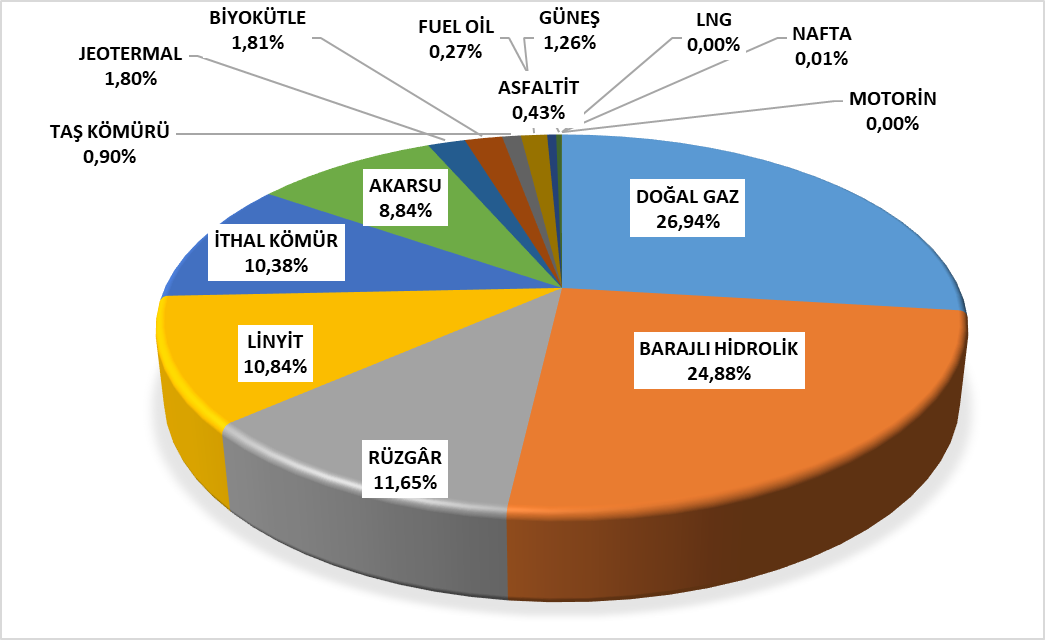 BİYOKÜTLE
1,81%
FUEL OİL
0,27%
GÜNEŞ
1,26%
LNG
0,00%
NAFTA
0,01%
JEOTERMAL
1,80%
ASFALTİT
0,43%
MOTORİN
0,00%
TAŞ KÖMÜRÜ
0,90%
AKARSU
8,84%
DOĞAL GAZ
26,94%
İTHAL KÖMÜR
10,38%
LİNYİT
10,84%
BARAJLI HİDROLİK
24,88%
RÜZGÂR
11,65%